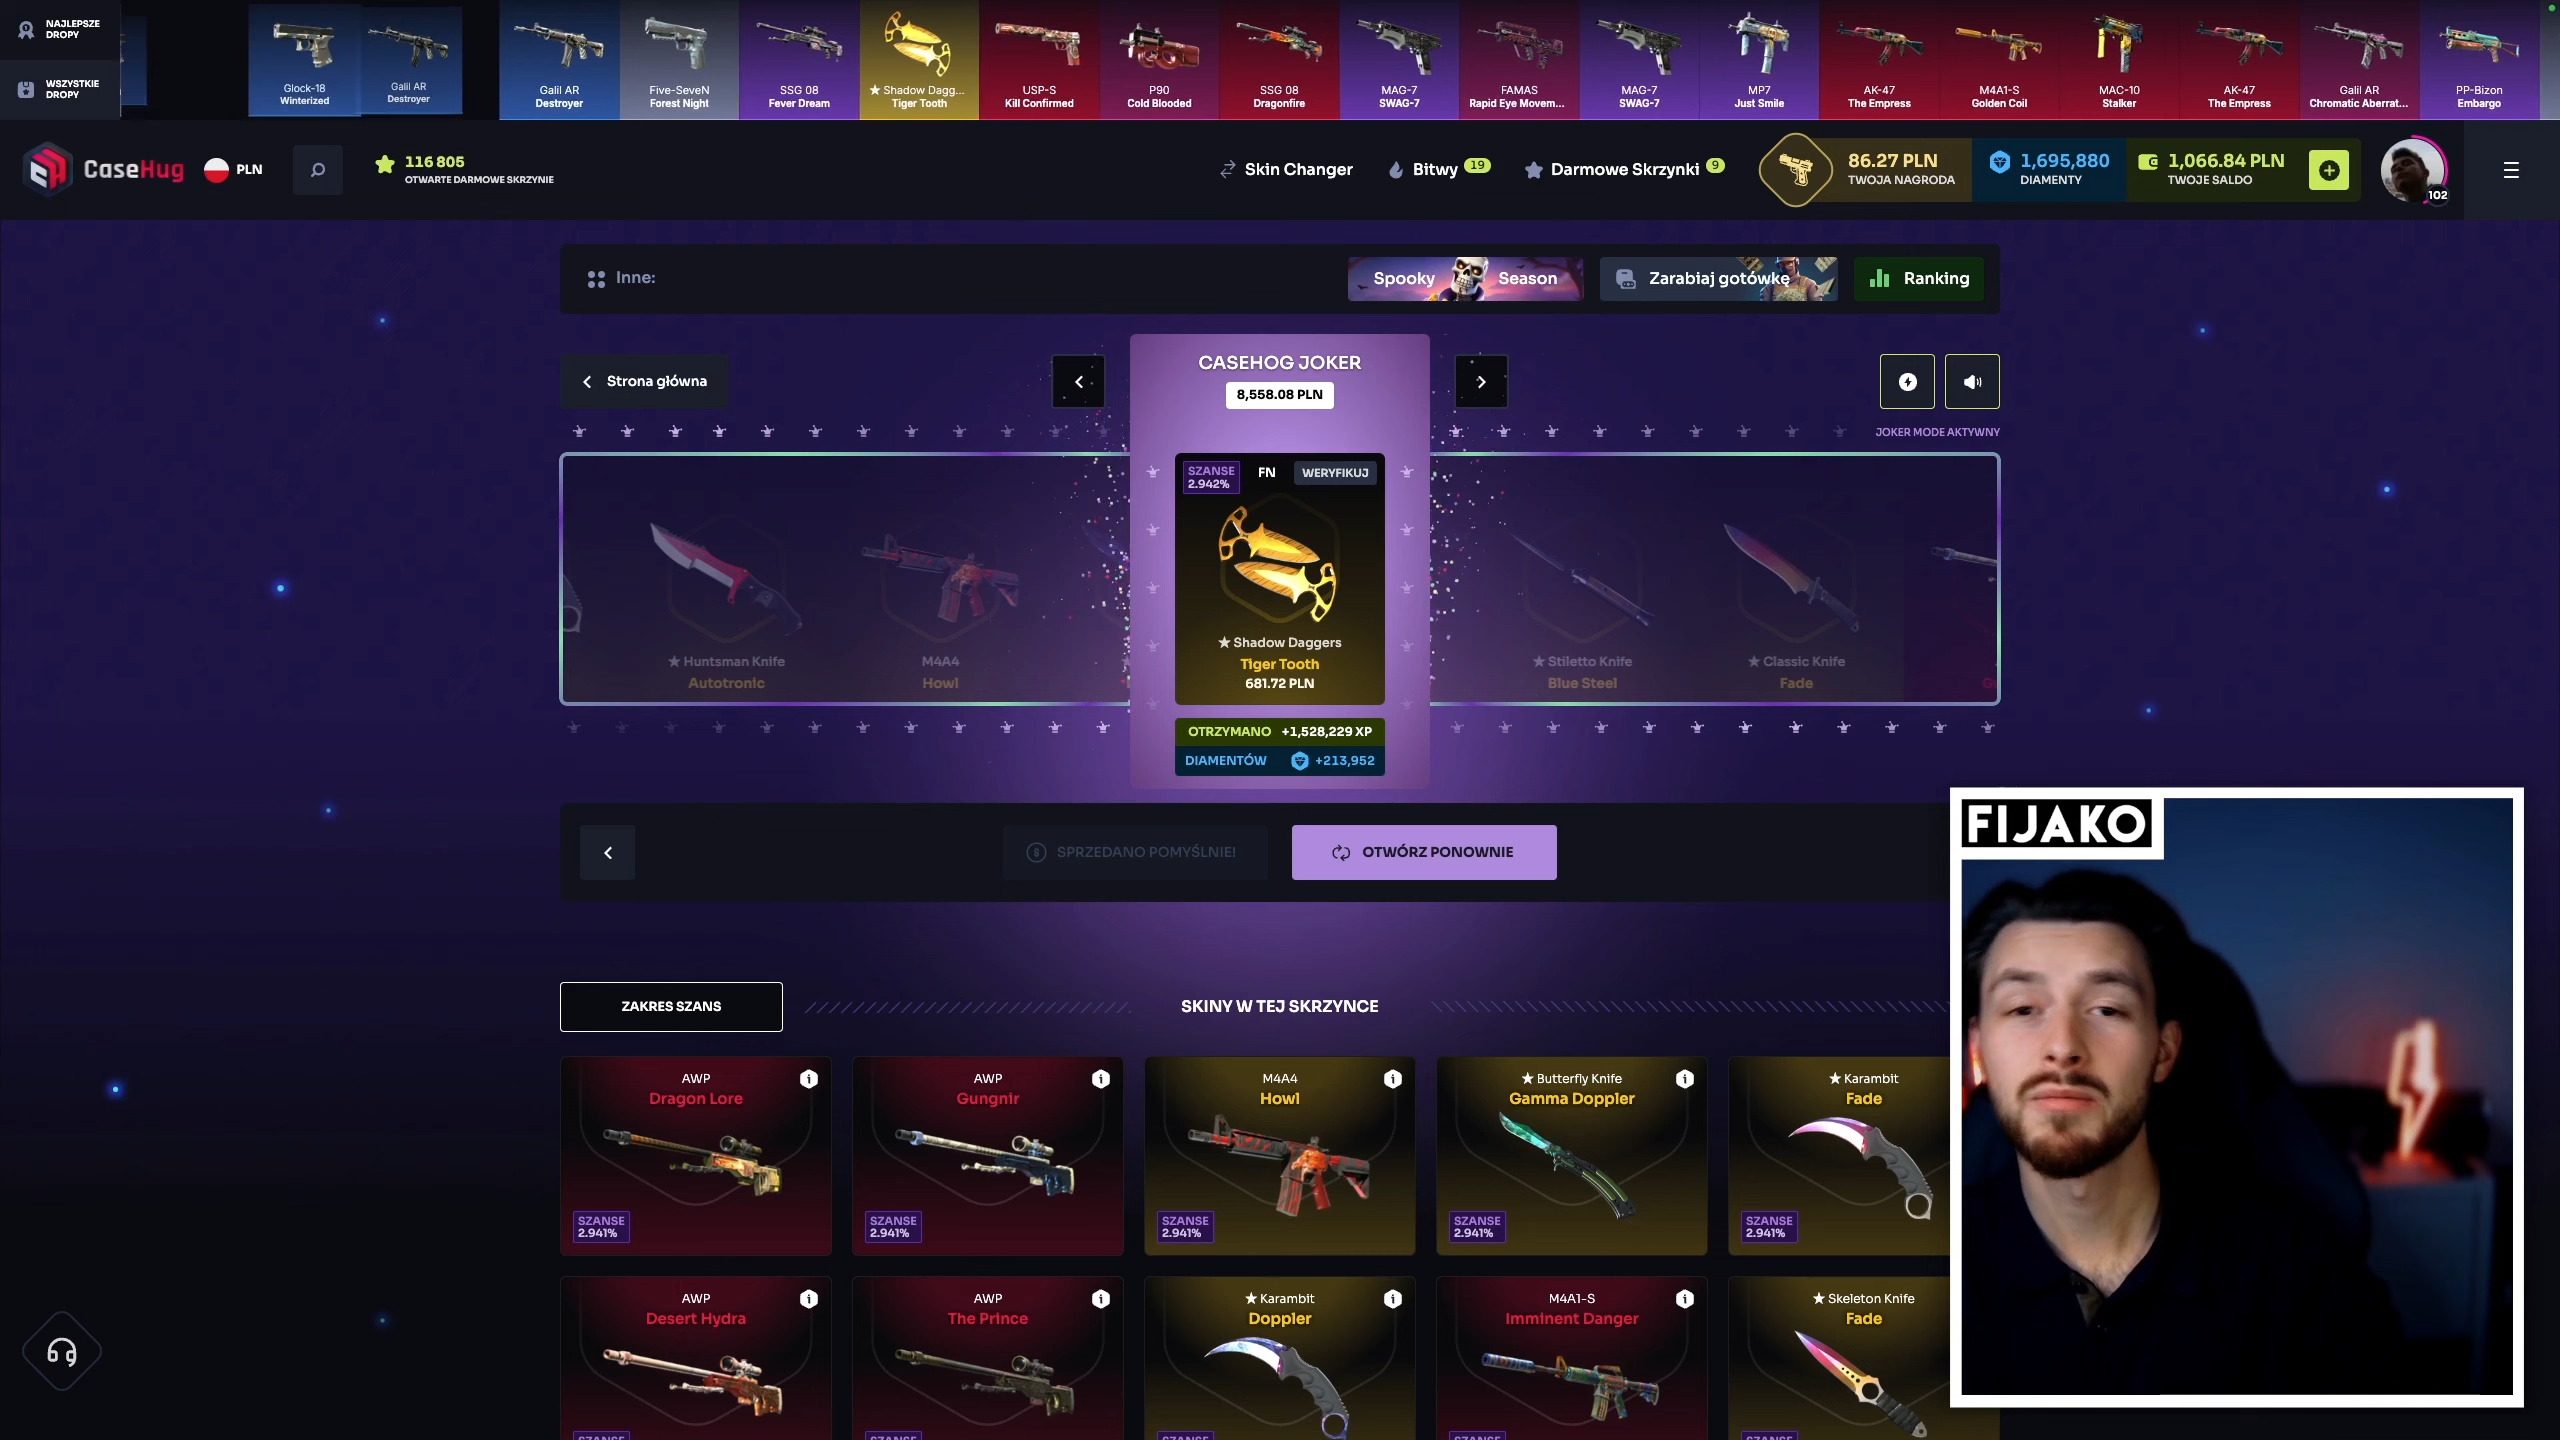 NAJLEPSZE
DROPY
WSZYSTKIE
DROPY
Glock-18
Winterized
Galil AR
Destroyer
Galil AR
Destroyer
Five-SeveN
Forest Night
SSG 08
Fever Dream
★ Shadow Dagg...
Tiger Tooth
USP-S
Kill Confirmed
P90
Cold Blooded
SSG 08
Dragonfire
MAG-7
SWAG-7
FAMAS
Rapid Eye Movem...
MAG-7
SWAG-7
MP7
Just Smile
AK-47
The Empress
M4A1-S
Golden Coil
MAC-10
Stalker
AK-47
The Empress
Galil AR
Chromatic Aberrat...
PP-Bizon
Embargo
CaseHug
PLN
116 805
OTWARTE DARMOWE SKRZYNIE
Skin Changer
Bitwy 19
Darmowe Skrzynki 9
86.27 PLN
TWOJA NAGRODA
1,695,880
DIAMENTY
1,066.84 PLN
TWOJE SALDO
102
Inne:
Spooky Season
Zarabiaj gotówkę
Ranking
Strona główna
CASEHOG JOKER
8,558.08 PLN
JOKER MODE AKTYWNY
SZANSE
2.942%
FN
WERYFIKUJ
★ Huntsman Knife
Autotronic
M4A4
Howl
★ Shadow Daggers
Tiger Tooth
681.72 PLN
★ Stiletto Knife
Blue Steel
★ Classic Knife
Fade
OTRZYMANO +1,528,229 XP
DIAMENTÓW +213,952
SPRZEDANO POMYŚLNIE!
OTWÓRZ PONOWNIE
FIJAKO
ZAKRES SZANS
SKINY W TEJ SKRZYNCE
AWP
Dragon Lore
SZANSE
2.941%
AWP
Gungnir
SZANSE
2.941%
M4A4
Howl
SZANSE
2.941%
★ Butterfly Knife
Gamma Doppler
SZANSE
2.941%
★ Karambit
Fade
SZANSE
2.941%
AWP
Desert Hydra
SZANSE
AWP
The Prince
SZANSE
★ Karambit
Doppler
SZANSE
M4A1-S
Imminent Danger
SZANSE
★ Skeleton Knife
Fade
SZANSE